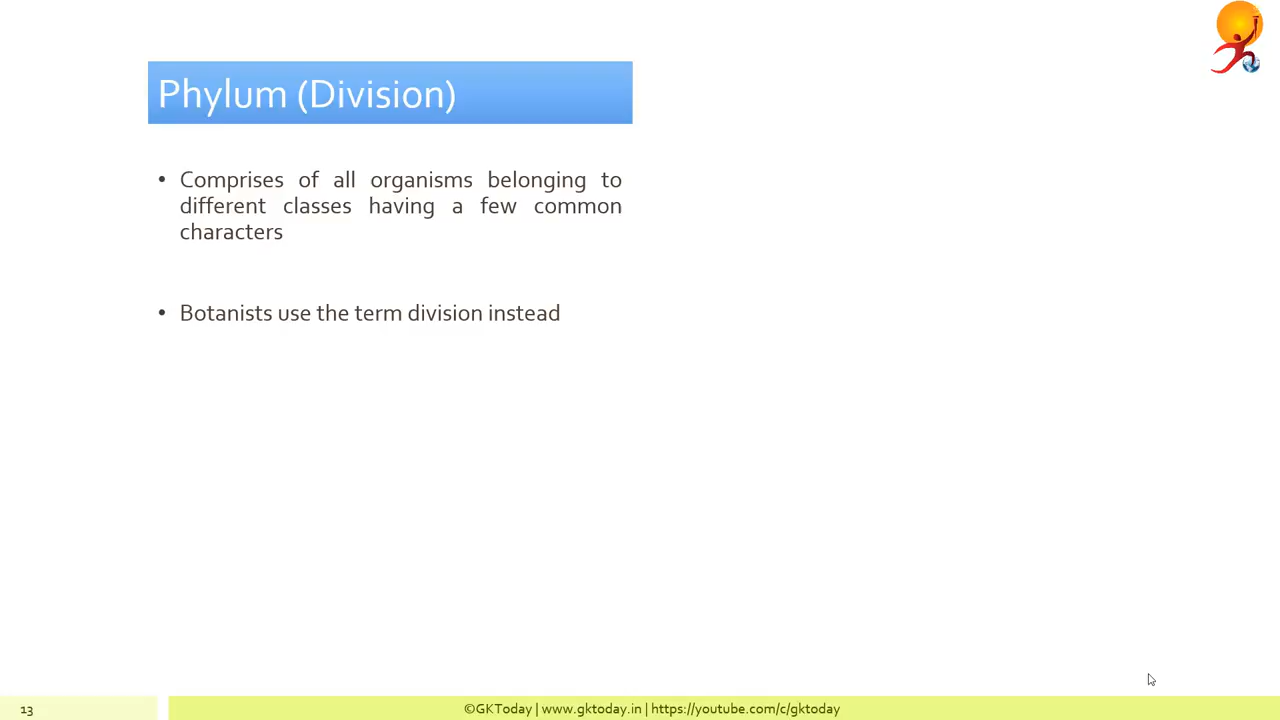 Phylum (Division)
• Comprises of all organisms belonging to
different classes having a few common
characters
• Botanists use the term division instead
13
©GKToday | www.gktoday.in | https://youtube.com/c/gktoday